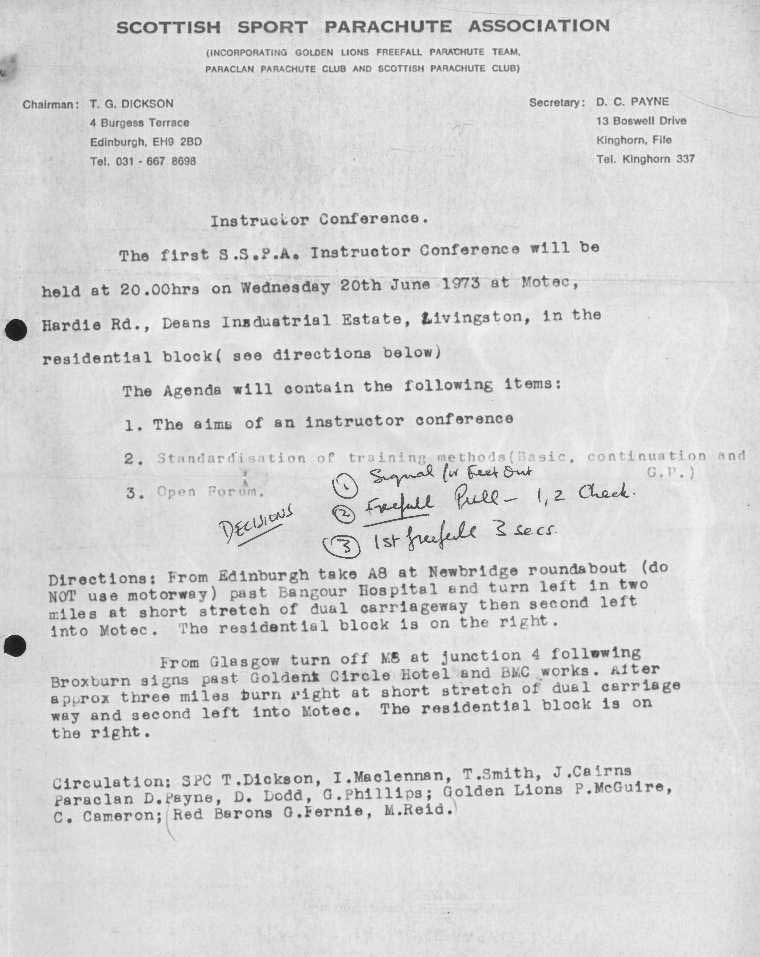 SCOTTISH SPORT PARACHUTE ASSOCIATION
(INCORPORATING GOLDEN LIONS FREEFALL PARACHUTE TEAM,
PARACLAN PARACHUTE CLUB AND SCOTTISH PARACHUTE CLUB)
Chairman: T. G. DICKSON
4 Burgess Terrace
Edinburgh, EH9 2BD
Tel. 031 - 667 8698
Secretary: D. C. PAYNE
13 Boswell Drive
Kinghorn, Fife
Tel. Kinghorn 337
Instructor Conference.
The first S.S.P.A. Instructor Conference will be
held at 20.00hrs on Wednesday 20th June 1973 at Motec,
Hardie Rd., Deans Insduatrial Estate, Livingston, in the
residential block( see directions below)
The Agenda will contain the following items:
1. The aims of an instructor conference
2. Standardisation of training methods(Basic, continuation and
G.P.)
3. Open Forum.
DECISIONS
(1) Signal for Feet Out
(2) Freefall Pull - 1,2 Check.
(3) 1st freefall 3 secs.
Directions: From Edinburgh take A8 at Newbridge roundabout (do
NOT use motorway) past Bangour Hospital and turn left in two
miles at short stretch of dual carriageway then second left
into Motec. The residential block is on the right.
From Glasgow turn off M8 at junction 4 following
Broxburn signs past Goldent Circle Hotel and BMC works. After
approx three miles burn right at short stretch of dual carriage
way and second left into Motec. The residential block is on
the right.
Circulation: SPC T.Dickson, I.Maclennan, T.Smith, J.Cairns
Paraclan D.Payne, D. Dodd, G.Phillips; Golden Lions P.McGuire,
C. Cameron; (Red Barons G.Fernie, M.Reid.)